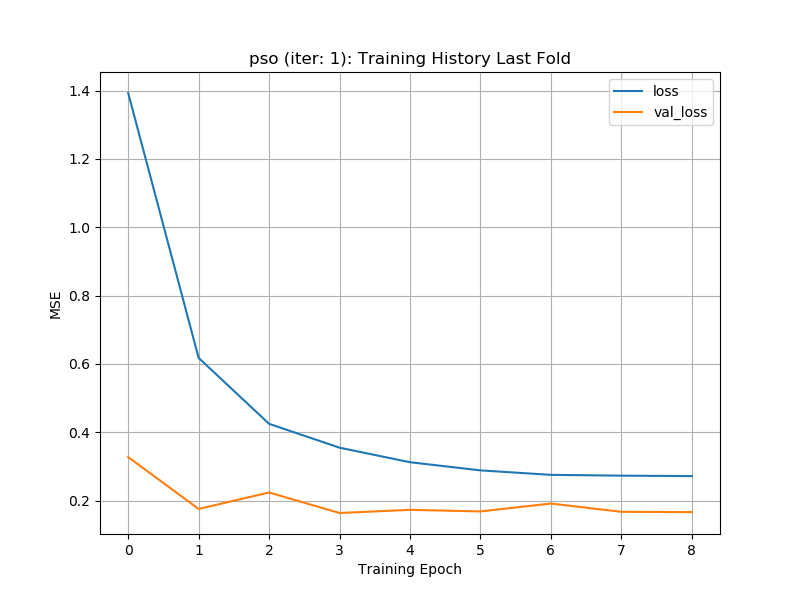 pso (iter: 1): Training History Last Fold
loss
val_loss
MSE
1.4
1.2
1.0
0.8
0.6
0.4
0.2
0 1 2 3 4 5 6 7 8
Training Epoch